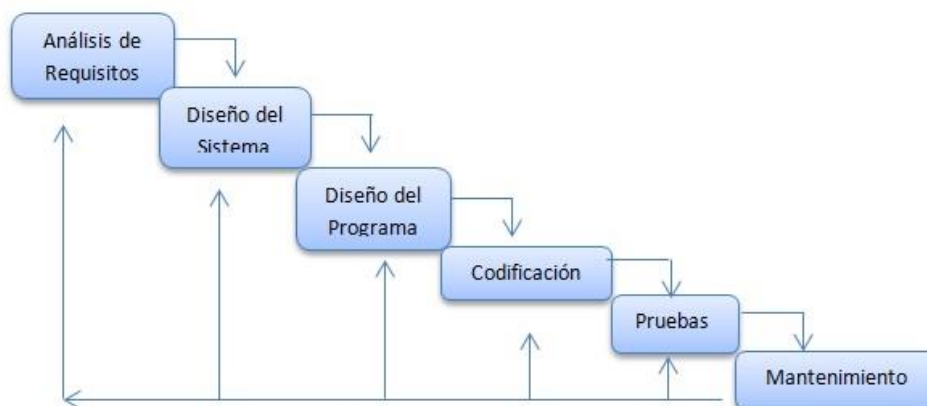 Análisis de
Requisitos
Diseño del
Sistema
Diseño del
Programa
Codificación
Pruebas
Mantenimiento